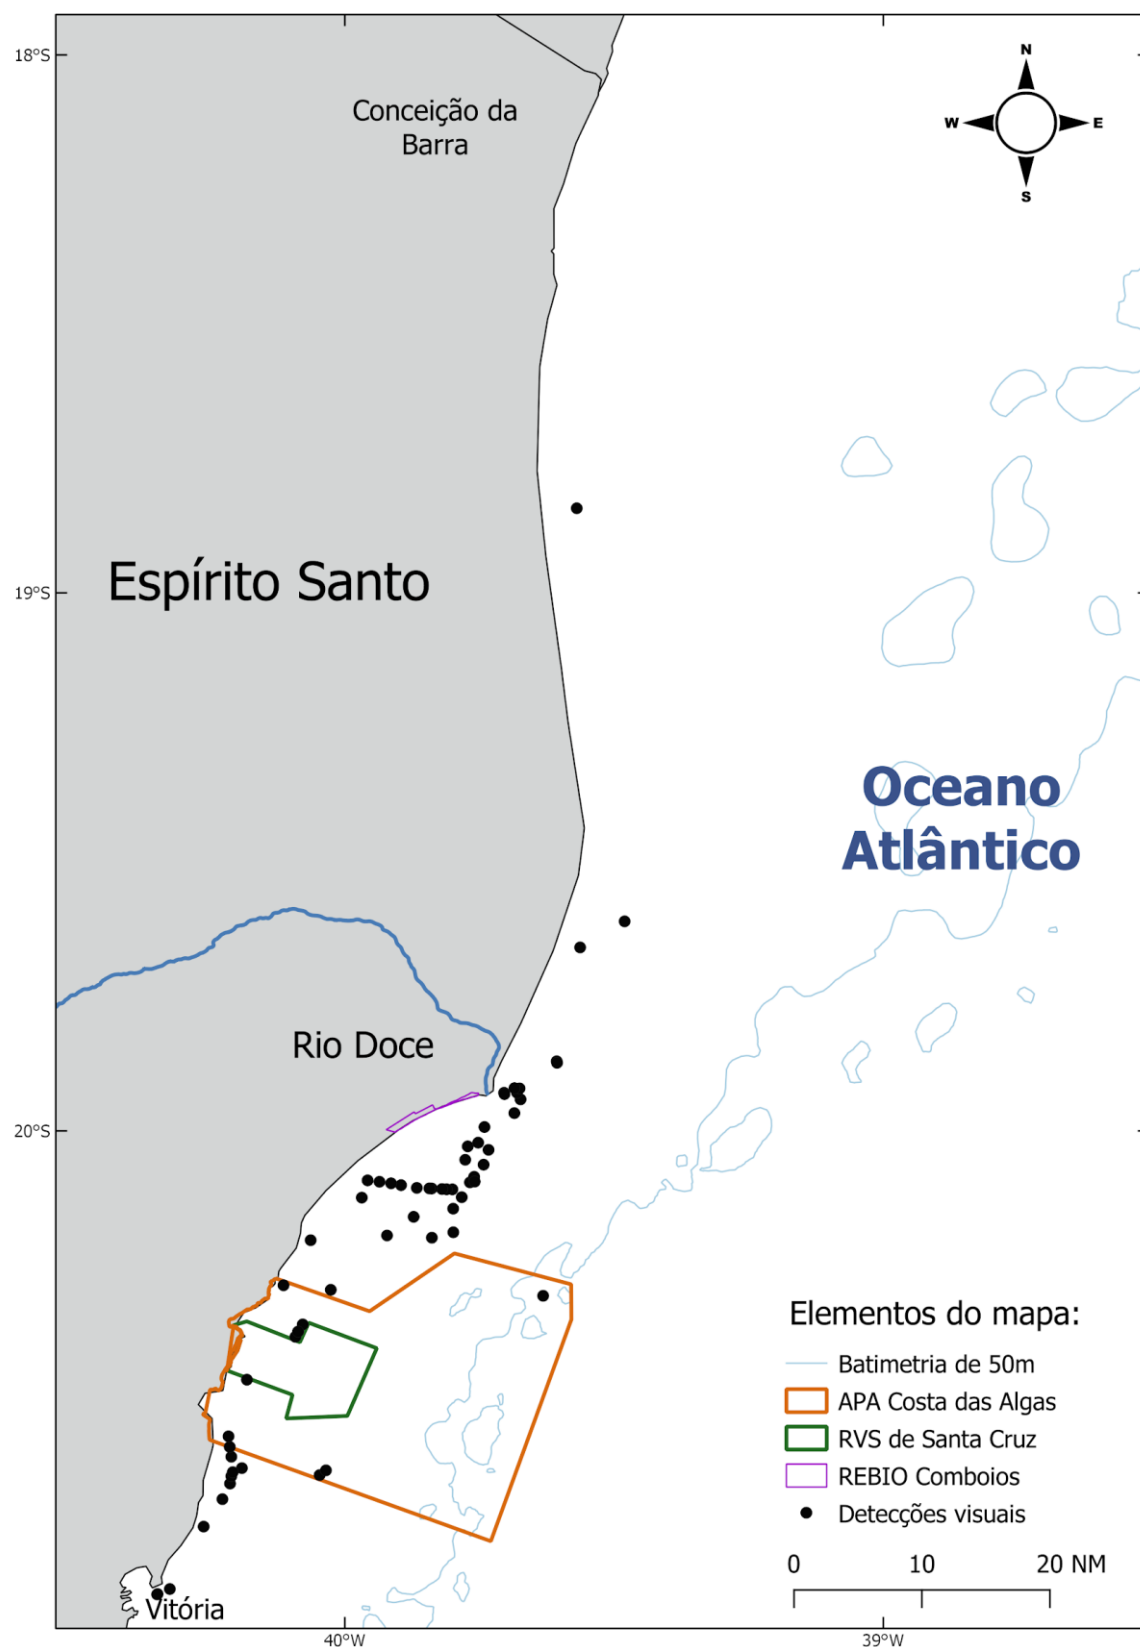 18°S
N
W
E
S
Conceição da
Barra
19°S
Espírito Santo
Oceano
Atlântico
Rio Doce
20°S
Elementos do mapa:
Batimetria de 50m
APA Costa das Algas
RVS de Santa Cruz
REBIO Comboios
Detecções visuais
0 10 20 NM
Vitória
40°W 39°W